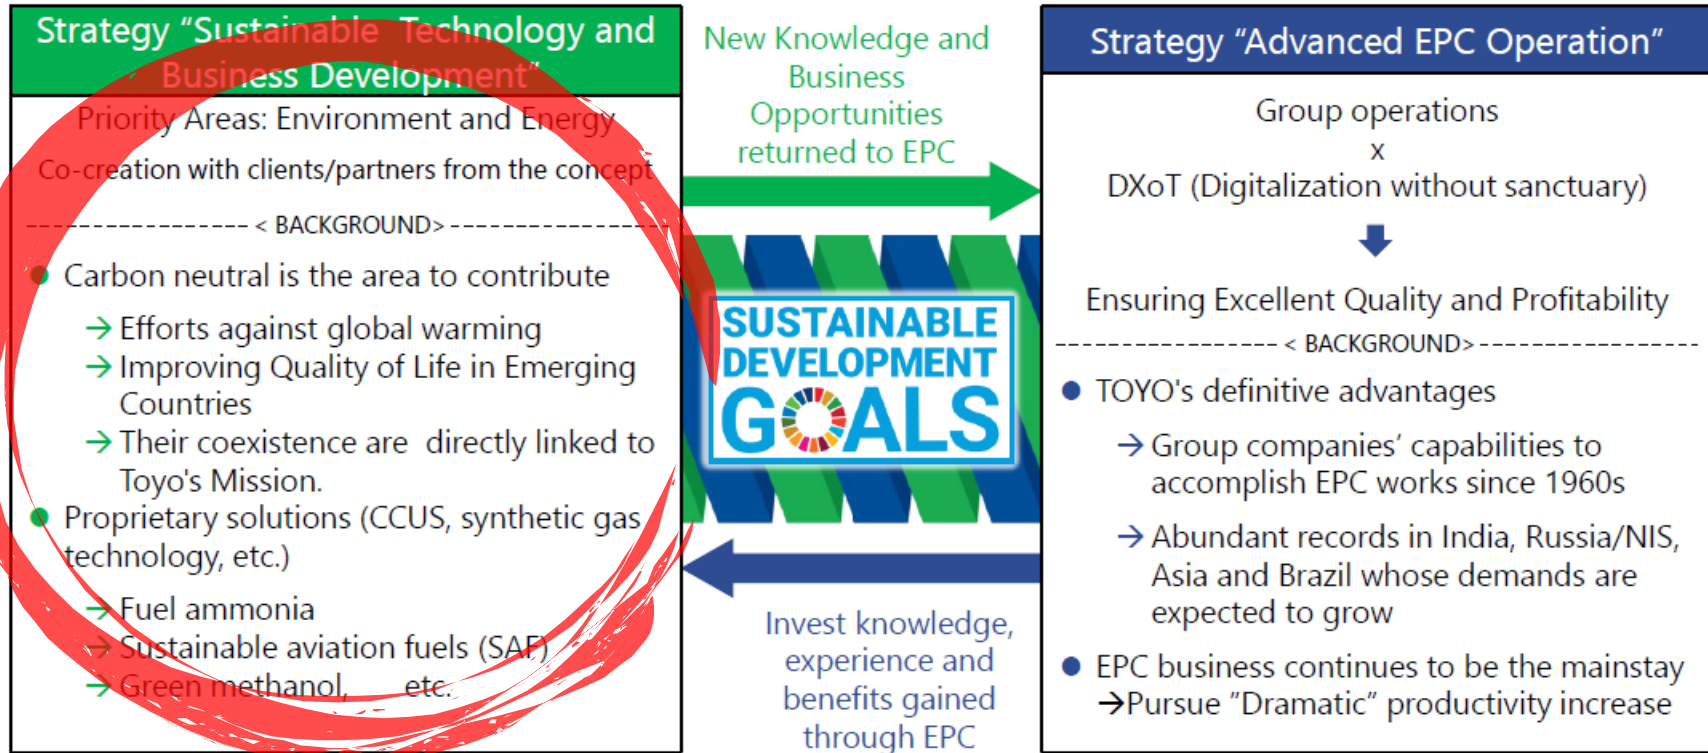 Strategy “Sustainable Technology and
Business Development”
Priority Areas: Environment and Energy
Co-creation with clients/partners from the concept
< BACKGROUND>
● Carbon neutral is the area to contribute
→ Efforts against global warming
→ Improving Quality of Life in Emerging
Countries
→ Their coexistence are directly linked to
Toyo's Mission.
● Proprietary solutions (CCUS, synthetic gas
technology, etc.)
→ Fuel ammonia
→ Sustainable aviation fuels (SAF)
→ Green methanol, etc.
New Knowledge and
Business
Opportunities
returned to EPC
SUSTAINABLE
DEVELOPMENT
GOALS
Invest knowledge,
experience and
benefits gained
through EPC
Strategy “Advanced EPC Operation”
Group operations
x
DXoT (Digitalization without sanctuary)
Ensuring Excellent Quality and Profitability
< BACKGROUND>
● TOYO's definitive advantages
→ Group companies’ capabilities to
accomplish EPC works since 1960s
→ Abundant records in India, Russia/NIS,
Asia and Brazil whose demands are
expected to grow
● EPC business continues to be the mainstay
→Pursue ”Dramatic” productivity increase